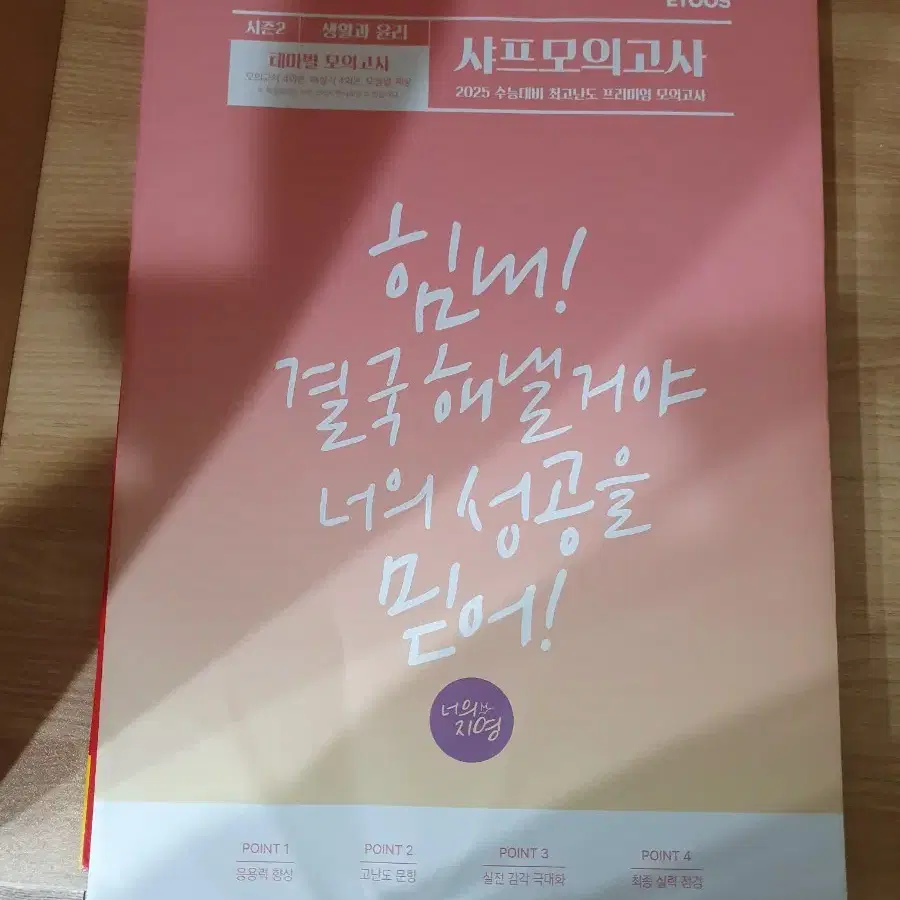 ETOOS
시즌2 생활과 윤리
테마별 모의고사
샤프모의고사
2025 수능대비 최고난도 프리미엄 모의고사
힘내!
결국 해낼거야
너의 성공을
믿어!
너의
지영
POINT 1 POINT 2 POINT 3 POINT 4
응용력 향상 고난도 문항 실전 감각 극대화 최종 실력 점검